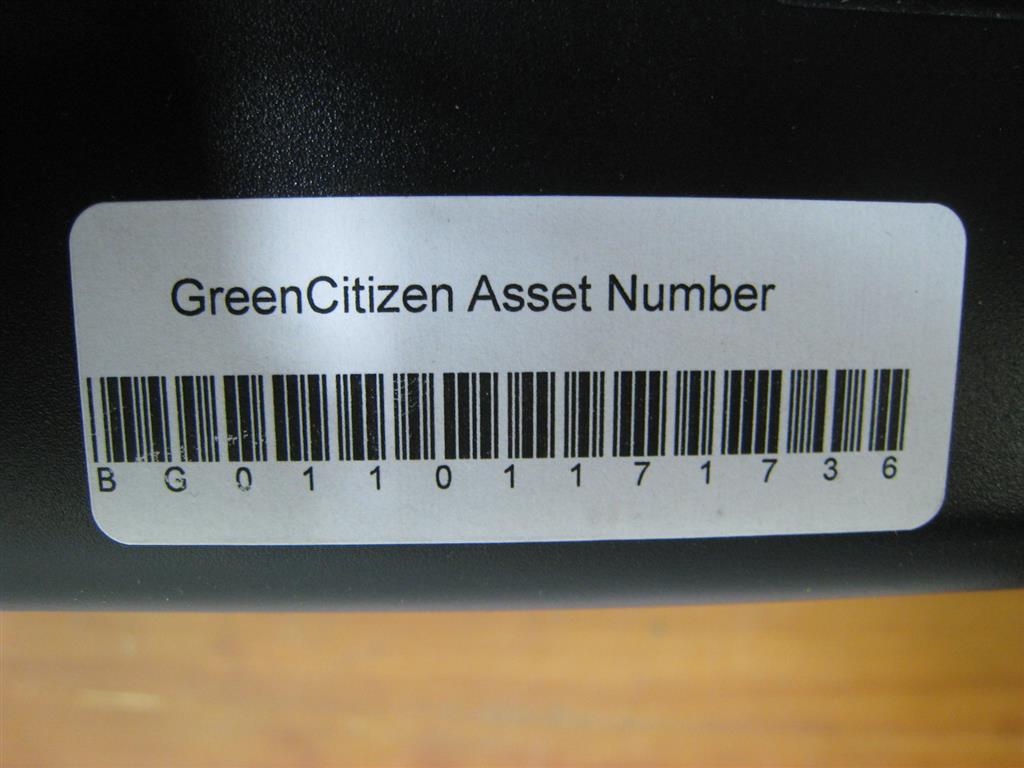 GreenCitizen Asset Number
B G 0 1 1 0 1 1 7 1 7 3 6